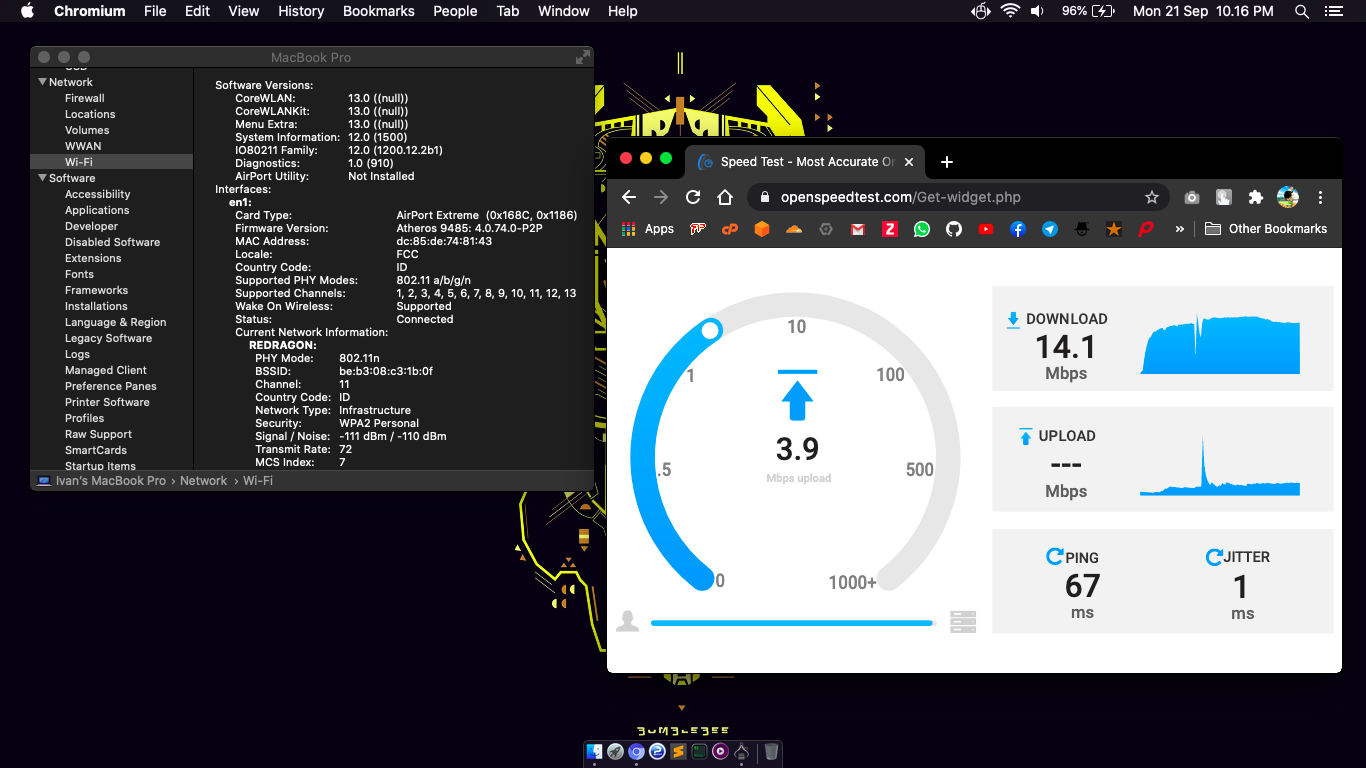 Chromium File Edit View History Bookmarks People Tab Window Help 96% Mon 21 Sep 10.16 PM
MacBook Pro
Network
Firewall
Locations
Volumes
WWAN
Wi-Fi
Software
Accessibility
Applications
Developer
Disabled Software
Extensions
Fonts
Frameworks
Installations
Language & Region
Legacy Software
Logs
Managed Client
Preference Panes
Printer Software
Profiles
Raw Support
SmartCards
Startup Items
Software Versions:
CoreWLAN: 13.0 ((null))
CoreWLANKit: 13.0 ((null))
Menu Extra: 13.0 ((null))
System Information: 12.0 (1500)
IO80211 Family: 12.0 (1200.12.2b1)
Diagnostics: 1.0 (910)
AirPort Utility: Not Installed
Interfaces:
en1:
Card Type: AirPort Extreme (0x168C, 0x1186)
Firmware Version: Atheros 9485: 4.0.74.0-P2P
MAC Address: dc:85:de:74:81:43
Locale: FCC
Country Code: ID
Supported PHY Modes: 802.11 a/b/g/n
Supported Channels: 1, 2, 3, 4, 5, 6, 7, 8, 9, 10, 11, 12, 13
Wake On Wireless: Supported
Status: Connected
Current Network Information:
REDRAGON:
PHY Mode: 802.11n
BSSID: be:b3:08:c3:1b:0f
Channel: 11
Country Code: ID
Network Type: Infrastructure
Security: WPA2 Personal
Signal / Noise: -111 dBm / -110 dBm
Transmit Rate: 72
MCS Index: 7
Ivan's MacBook Pro › Network › Wi-Fi
Speed Test - Most Accurate Or
openspeedtest.com/Get-widget.php
Apps » Other Bookmarks
10
1
100
.5
500
0
1000+
3.9
Mbps upload
DOWNLOAD
14.1
Mbps
UPLOAD
---
Mbps
PING
67
ms
JITTER
1
ms
BUMBLEBEE